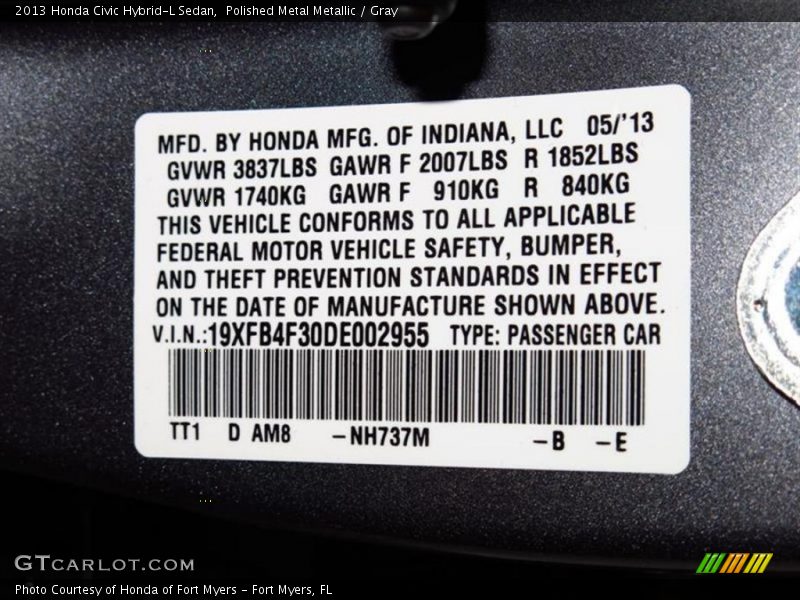 2013 Honda Civic Hybrid-L Sedan,  Polished Metal Metallic / Gray
MFD. BY HONDA MFG. OF INDIANA, LLC 05/'13
GVWR 3837LBS GAWR F 2007LBS R 1852LBS
GVWR 1740KG GAWR F 910KG R 840KG
THIS VEHICLE CONFORMS TO ALL APPLICABLE
FEDERAL MOTOR VEHICLE SAFETY, BUMPER,
AND THEFT PREVENTION STANDARDS IN EFFECT
ON THE DATE OF MANUFACTURE SHOWN ABOVE.
V.I.N.:19XFB4F30DE002955 TYPE: PASSENGER CAR
TT1 D AM8 –NH737M –B –E
GTCARLOT.COM
Photo Courtesy of Honda of Fort Myers - Fort Myers, FL